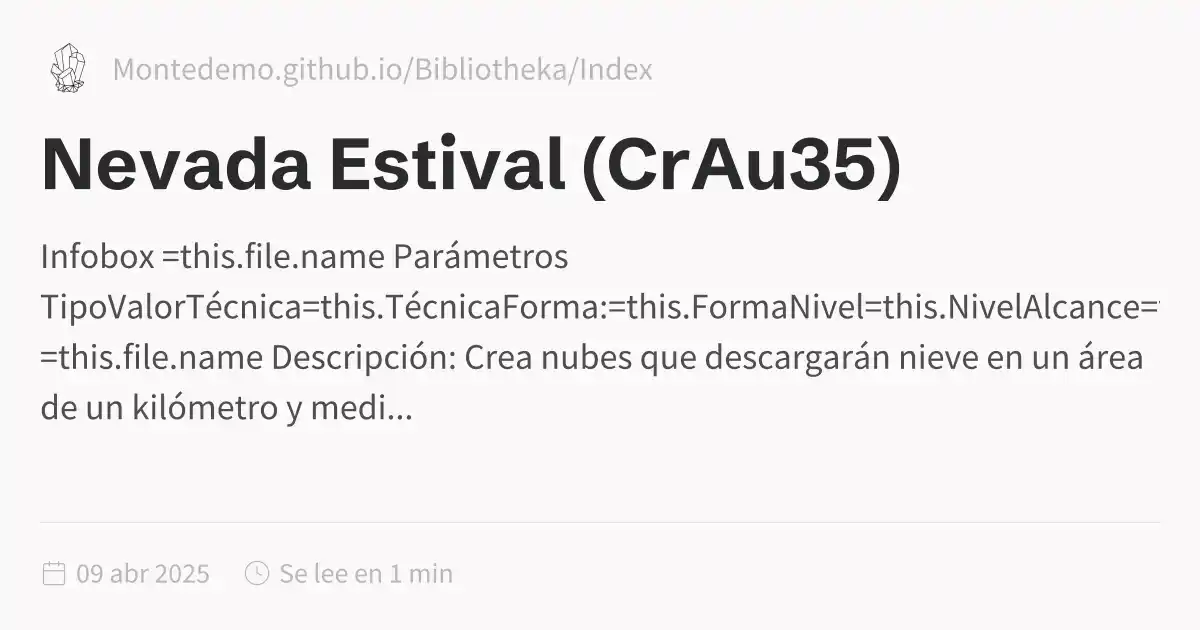 Montedemo.github.io/Bibliotheka/Index
Nevada Estival (CrAu35)
Infobox =this.file.name Parámetros
TipoValorTécnica=this.TécnicaForma:=this.FormaNivel=this.NivelAlcance=
=this.file.name Descripción: Crea nubes que descargarán nieve en un área
de un kilómetro y medi...
09 abr 2025 Se lee en 1 min